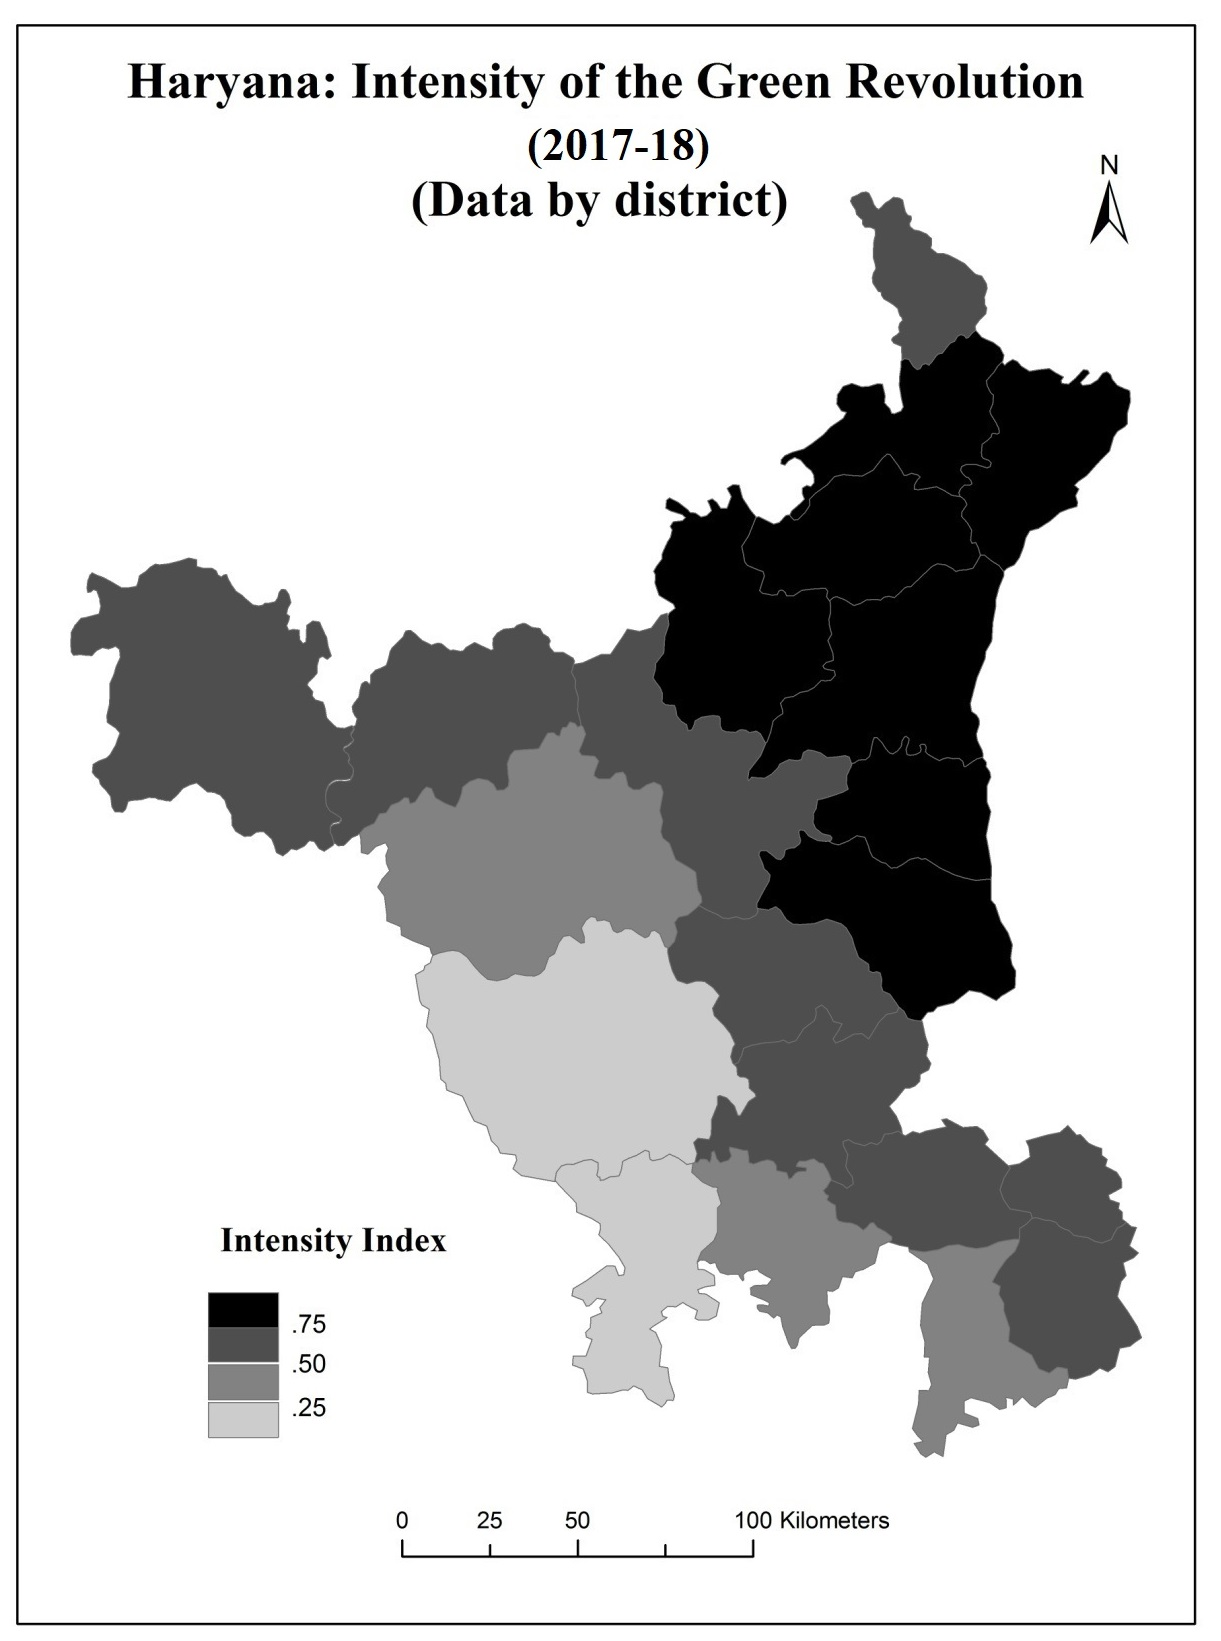 Haryana: Intensity of the Green Revolution
(2017-18)
(Data by district)
N
Intensity Index
.75
.50
.25
0 25 50 100 Kilometers